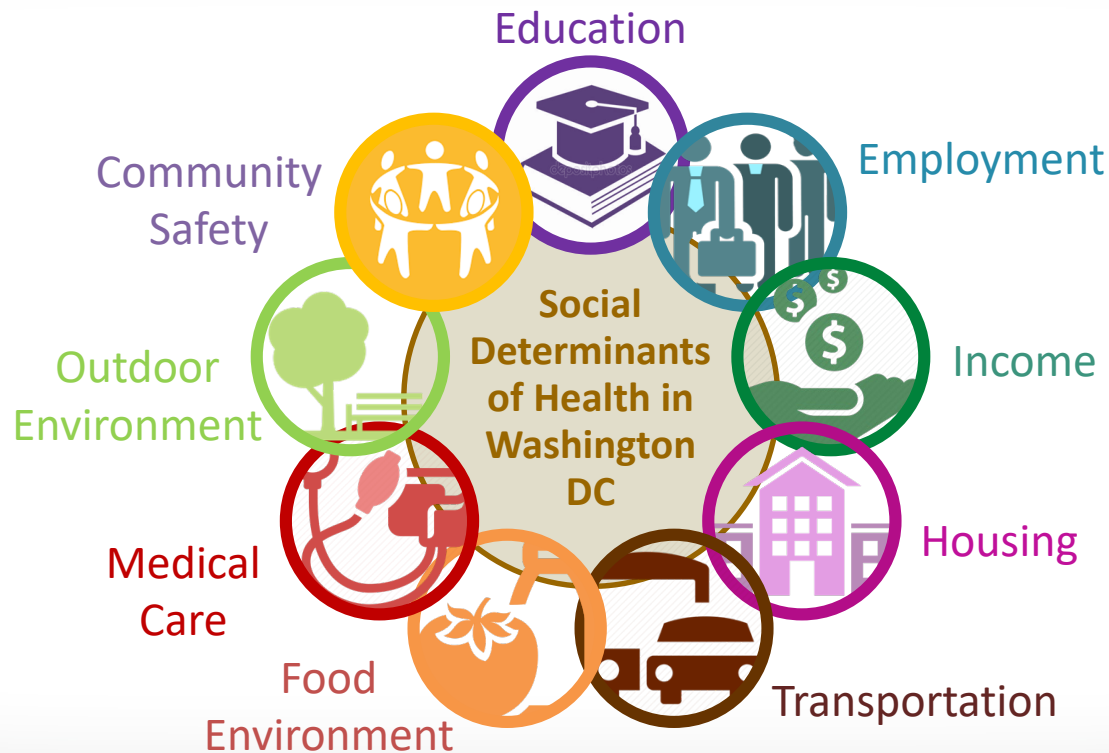 Education
Employment
Income
Housing
Transportation
Food
Environment
Medical
Care
Outdoor
Environment
Community
Safety
Social
Determinants
of Health in
Washington
DC
$
$
$